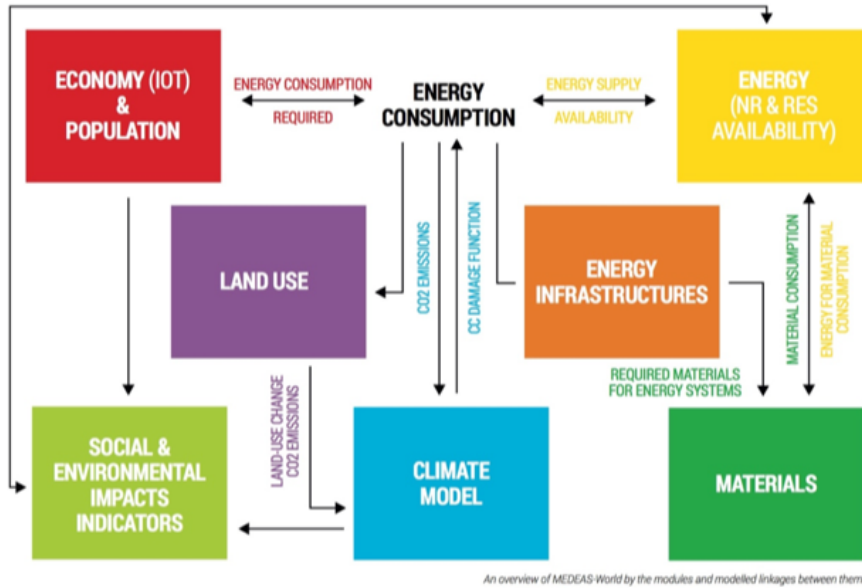 ECONOMY (IOT)
&
POPULATION
ENERGY CONSUMPTION
REQUIRED
ENERGY
CONSUMPTION
ENERGY SUPPLY
AVAILABILITY
ENERGY
(NR & RES
AVAILABILITY)
LAND USE
CO2 EMISSIONS
CC DAMAGE FUNCTION
ENERGY
INFRASTRUCTURES
MATERIAL CONSUMPTION
ENERGY FOR MATERIAL
CONSUMPTION
REQUIRED MATERIALS
FOR ENERGY SYSTEMS
LAND-USE CHANGE
CO2 EMISSIONS
SOCIAL &
ENVIRONMENTAL
IMPACTS
INDICATORS
CLIMATE
MODEL
MATERIALS
An overview of MEDEAS-World by the modules and modelled linkages between them